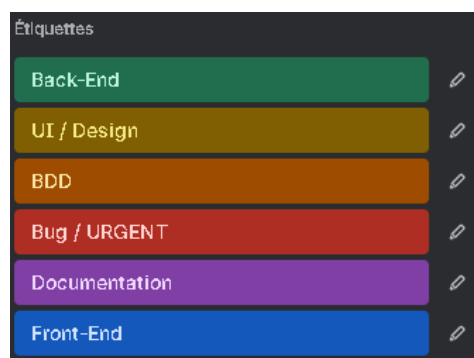 Étiquettes
Back-End
UI / Design
BDD
Bug / URGENT
Documentation
Front-End